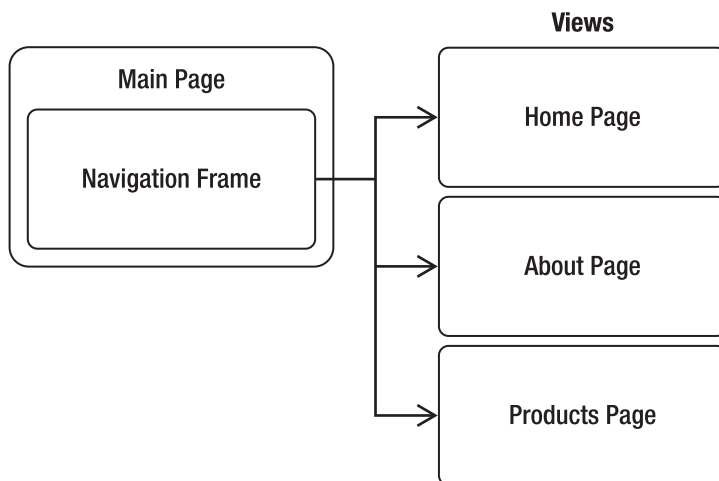 Views
Main Page
Navigation Frame
Home Page
About Page
Products Page